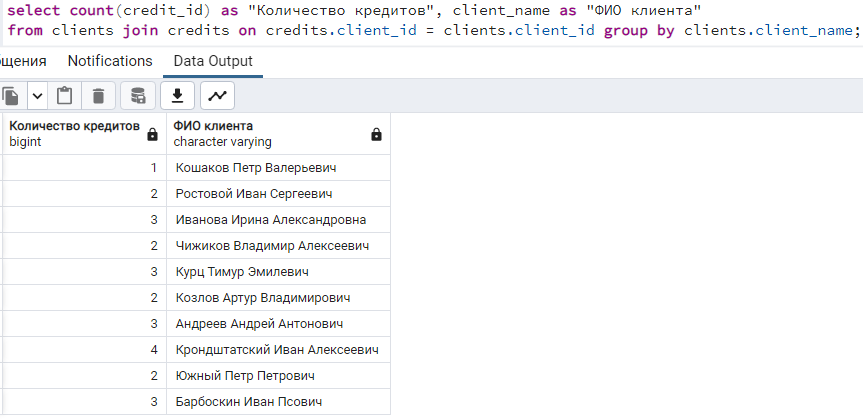 select count(credit_id) as "Количество кредитов", client_name as "ФИО клиента"
from clients join credits on credits.client_id = clients.client_id group by clients.client_name;
бщения Notifications Data Output
Количество кредитов ФИО клиента
bigint character varying
1 Кошаков Петр Валерьевич
2 Ростовой Иван Сергеевич
3 Иванова Ирина Александровна
2 Чижиков Владимир Алексеевич
3 Курц Тимур Эмилевич
2 Козлов Артур Владимирович
3 Андреев Андрей Антонович
4 Крондштатский Иван Алексеевич
2 Южный Петр Петрович
3 Барбоскин Иван Псович